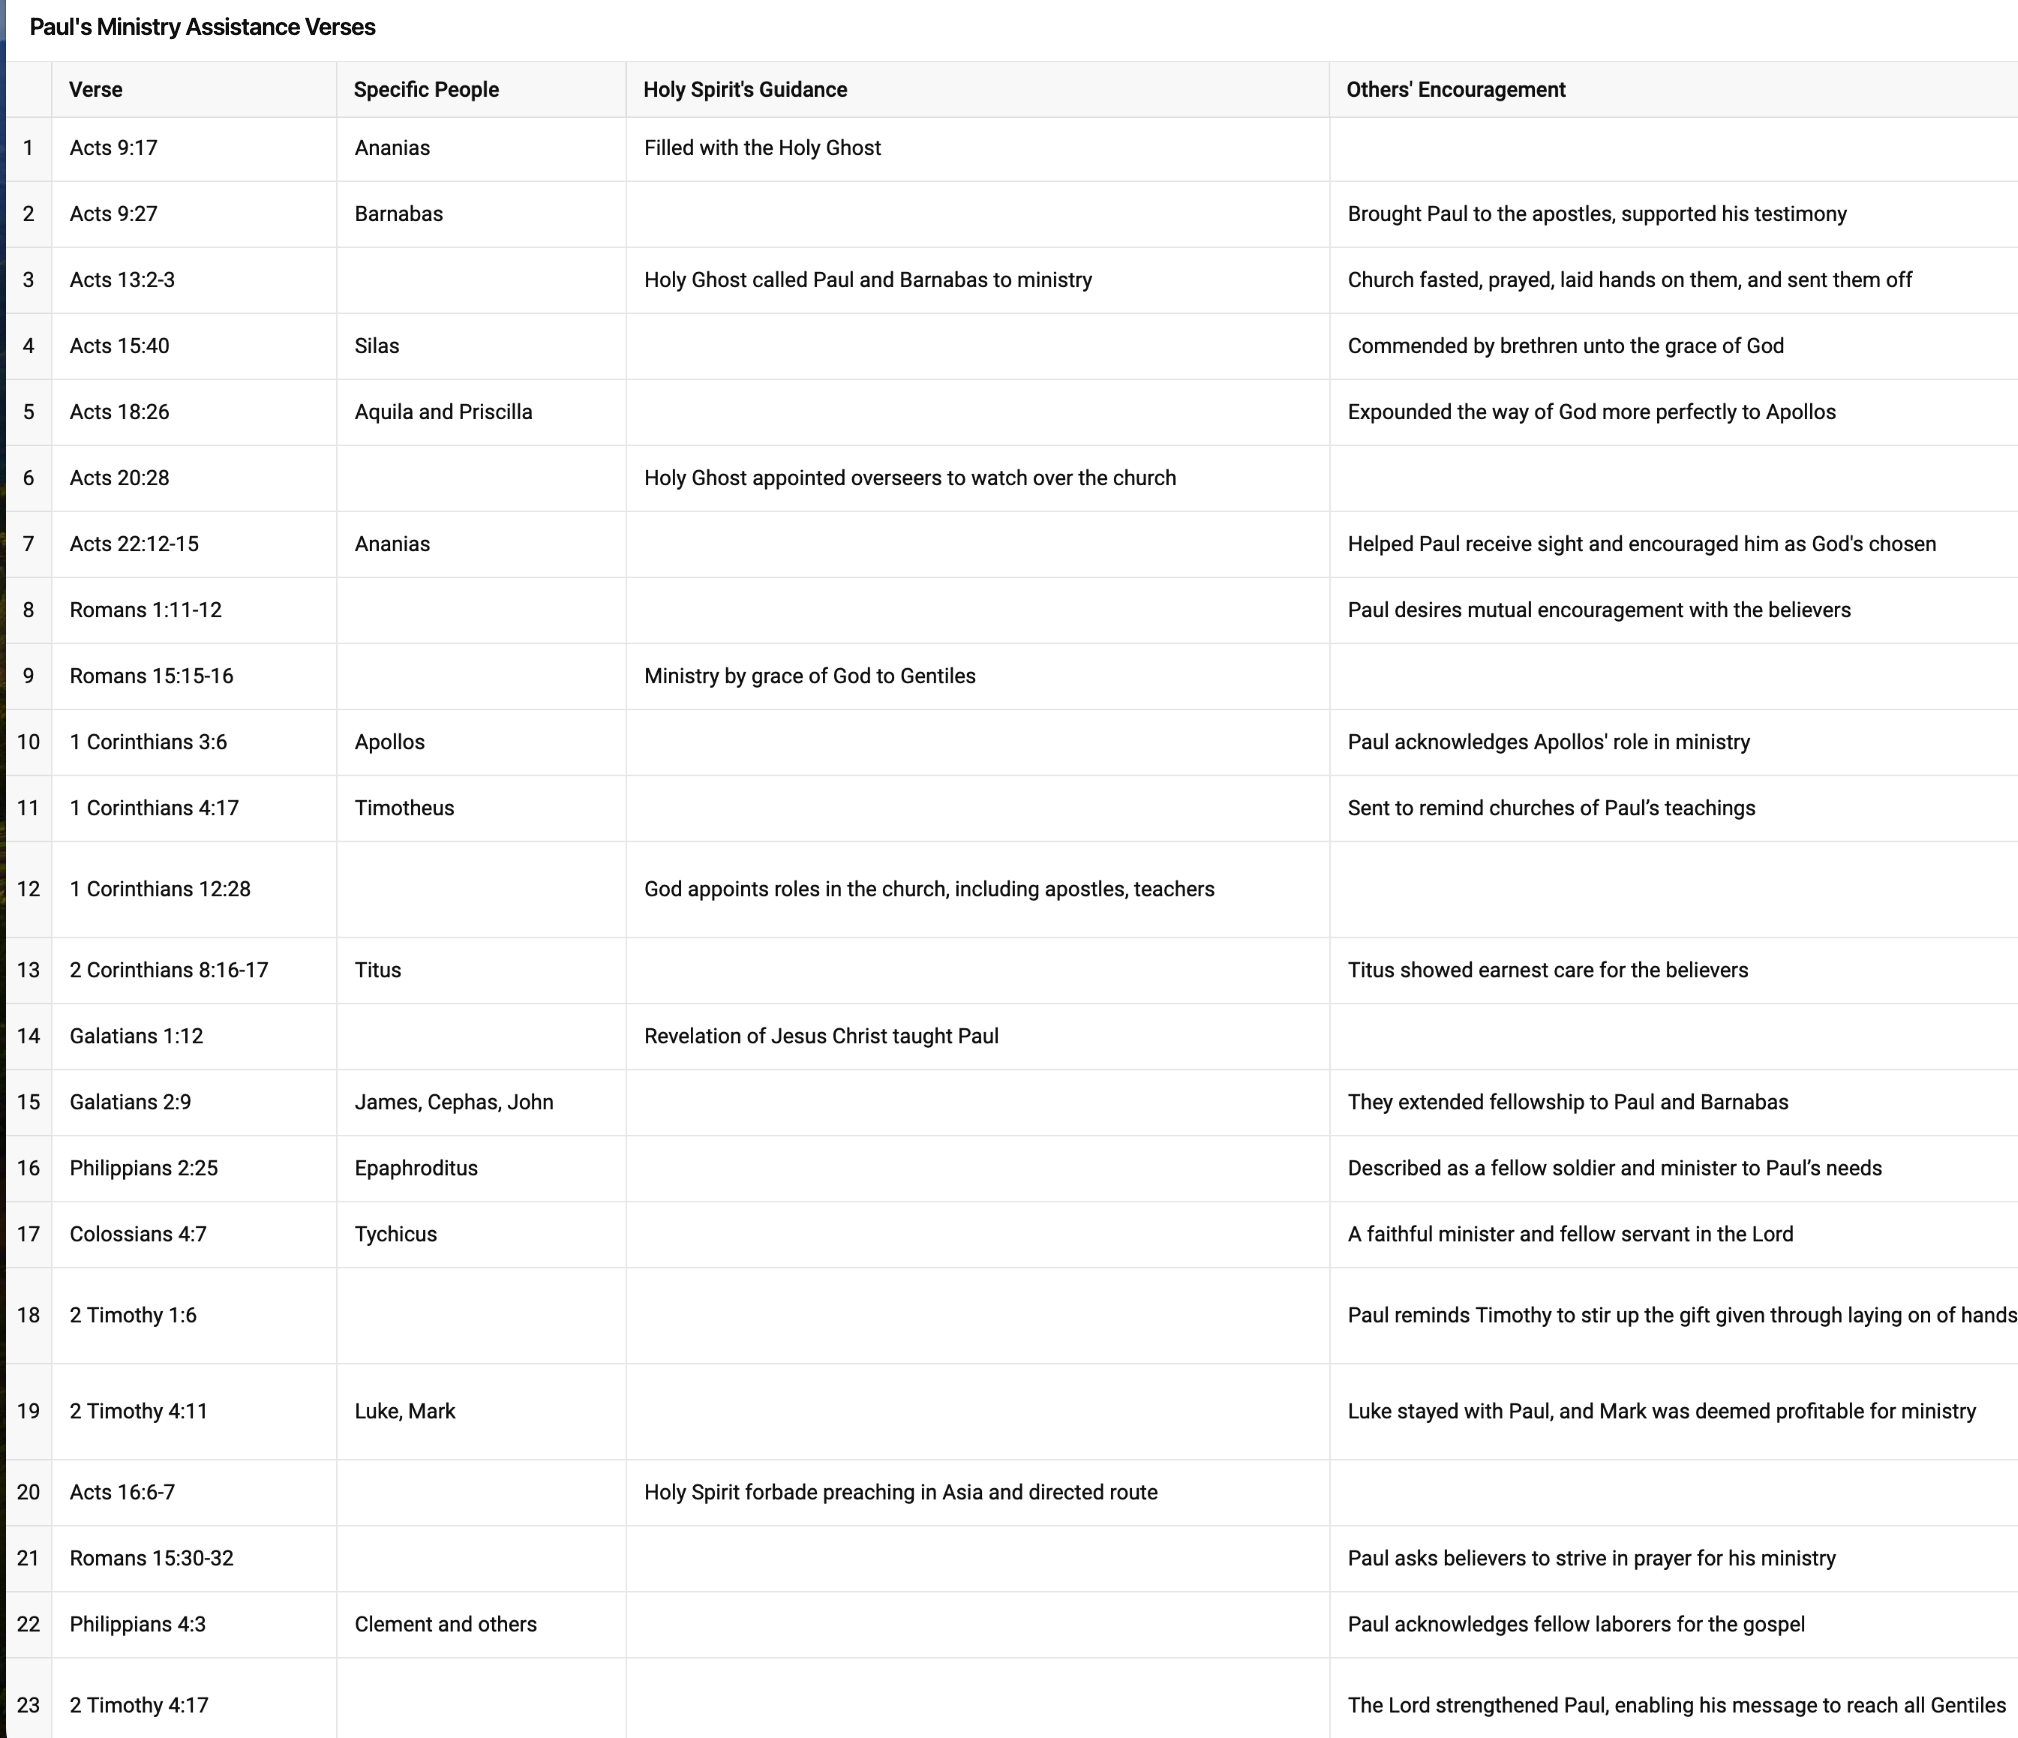 Paul's Ministry Assistance Verses
Verse Specific People Holy Spirit's Guidance Others' Encouragement
1 Acts 9:17 Ananias Filled with the Holy Ghost
2 Acts 9:27 Barnabas Brought Paul to the apostles, supported his testimony
3 Acts 13:2-3 Holy Ghost called Paul and Barnabas to ministry Church fasted, prayed, laid hands on them, and sent them off
4 Acts 15:40 Silas Commended by brethren unto the grace of God
5 Acts 18:26 Aquila and Priscilla Expounded the way of God more perfectly to Apollos
6 Acts 20:28 Holy Ghost appointed overseers to watch over the church
7 Acts 22:12-15 Ananias Helped Paul receive sight and encouraged him as God's chosen
8 Romans 1:11-12 Paul desires mutual encouragement with the believers
9 Romans 15:15-16 Ministry by grace of God to Gentiles
10 1 Corinthians 3:6 Apollos Paul acknowledges Apollos' role in ministry
11 1 Corinthians 4:17 Timotheus Sent to remind churches of Paul’s teachings
12 1 Corinthians 12:28 God appoints roles in the church, including apostles, teachers
13 2 Corinthians 8:16-17 Titus Titus showed earnest care for the believers
14 Galatians 1:12 Revelation of Jesus Christ taught Paul
15 Galatians 2:9 James, Cephas, John They extended fellowship to Paul and Barnabas
16 Philippians 2:25 Epaphroditus Described as a fellow soldier and minister to Paul’s needs
17 Colossians 4:7 Tychicus A faithful minister and fellow servant in the Lord
18 2 Timothy 1:6 Paul reminds Timothy to stir up the gift given through laying on of hands
19 2 Timothy 4:11 Luke, Mark Luke stayed with Paul, and Mark was deemed profitable for ministry
20 Acts 16:6-7 Holy Spirit forbade preaching in Asia and directed route
21 Romans 15:30-32 Paul asks believers to strive in prayer for his ministry
22 Philippians 4:3 Clement and others Paul acknowledges fellow laborers for the gospel
23 2 Timothy 4:17 The Lord strengthened Paul, enabling his message to reach all Gentiles